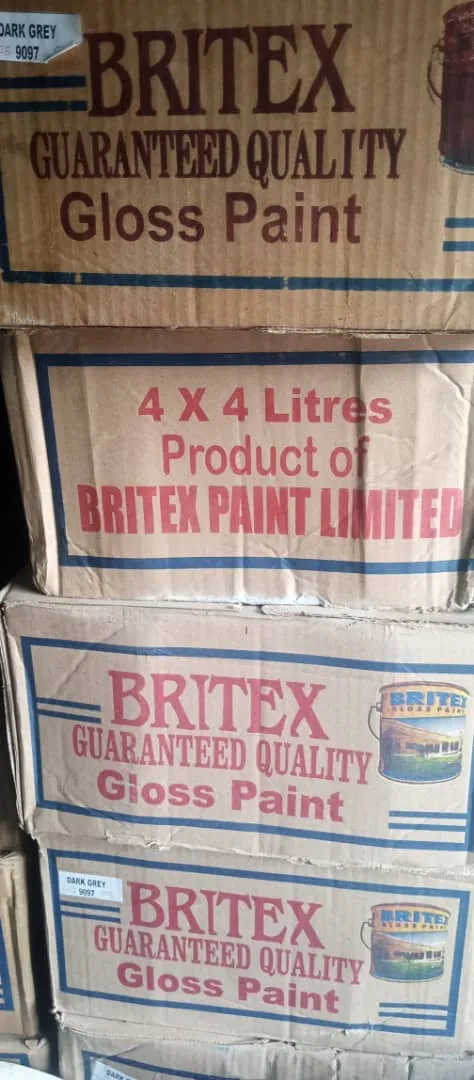 DARK GREY
9097
BRITEX
GUARANTEED QUALITY
Gloss Paint
4 X 4 Litres
Product of
BRITEX PAINT LIMITED
BRITEX
GUARANTEED QUALITY
Gloss Paint
BRITEX
GLOSS PAINT
DARK GREY
9097
BRITEX
GUARANTEED QUALITY
Gloss Paint
BRITEX
GLOSS PAINT
DARK